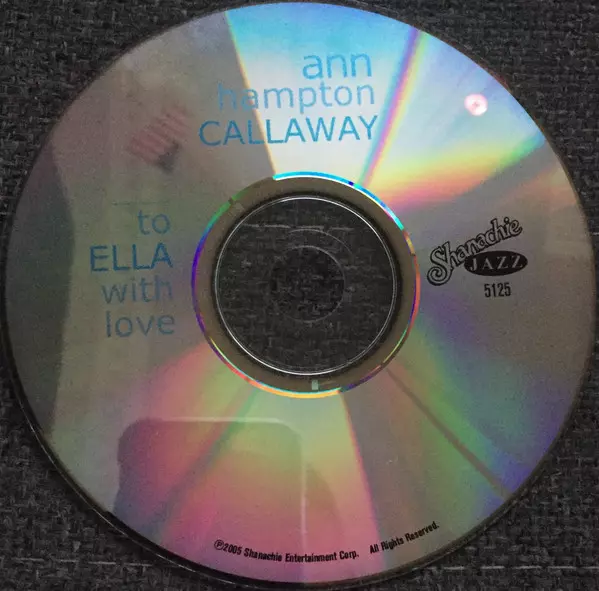 ann
hampton
CALLAWAY
to
ELLA
with
love
Shanachie
JAZZ
5125
℗2005 Shanachie Entertainment Corp. All Rights Reserved.